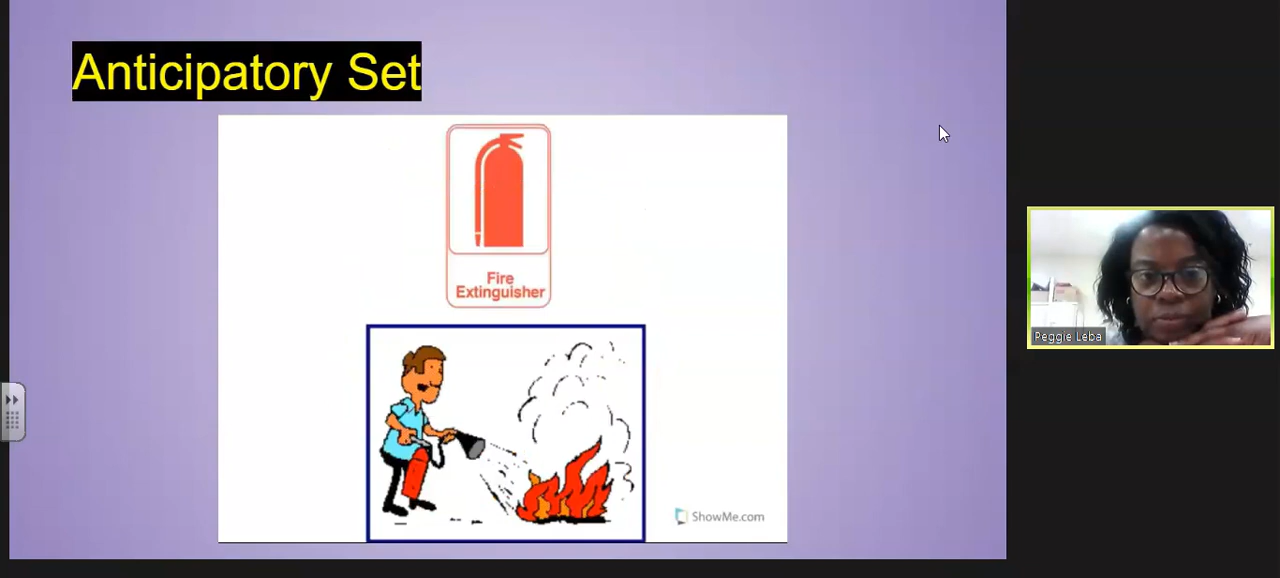 Anticipatory Set
Fire
Extinguisher
ShowMe.com
Peggie Leba